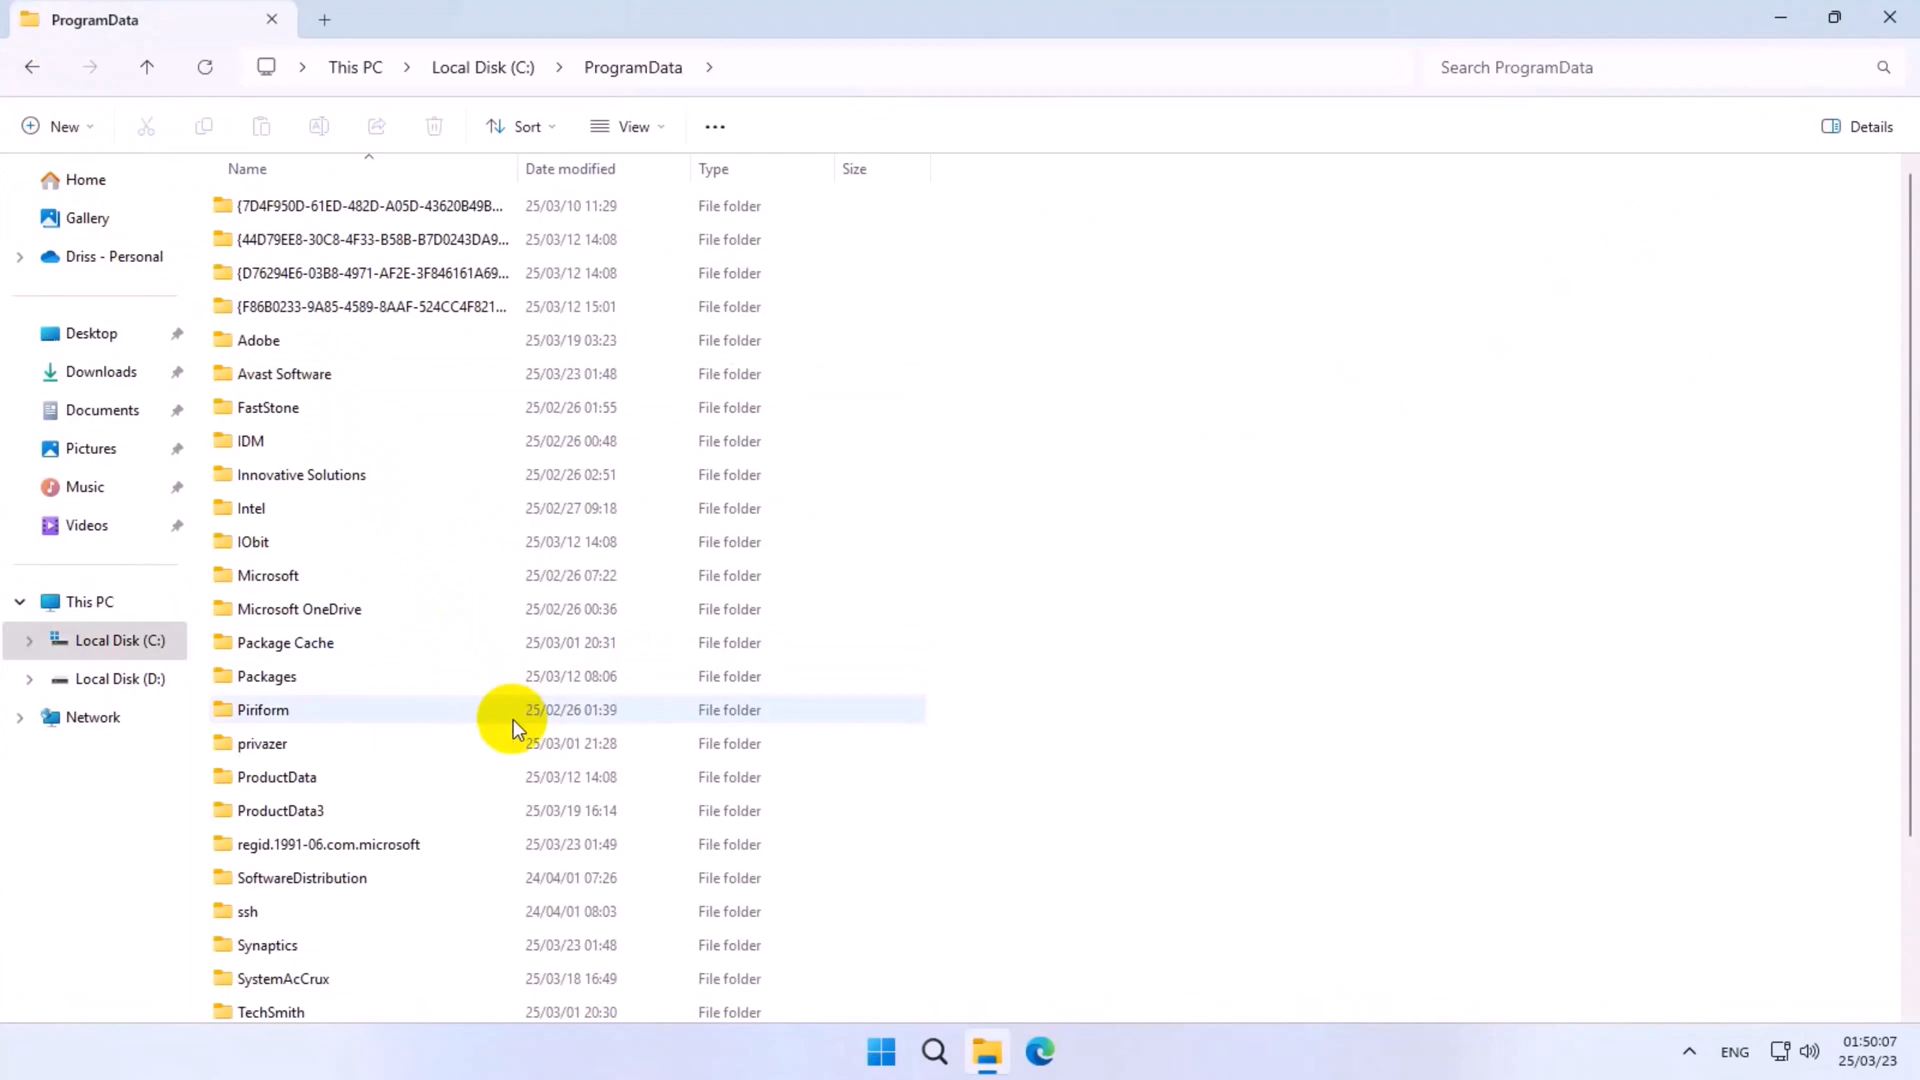 ProgramData
This PC
Local Disk (C:)
ProgramData
Search ProgramData
New
Sort
View
Details
Name
Date modified
Type
Size
Home
Gallery
Driss - Personal
Desktop
Downloads
Documents
Pictures
Music
Videos
This PC
Local Disk (C:)
Local Disk (D:)
Network
{7D4F950D-61ED-482D-A05D-43620B49B... 25/03/10 11:29 File folder
{44D79EE8-30C8-4F33-B58B-B7D0243DA9... 25/03/12 14:08 File folder
{D76294E6-03B8-4971-AF2E-3F846161A69... 25/03/12 14:08 File folder
{F86B0233-9A85-4589-8AAF-524CC4F821... 25/03/12 15:01 File folder
Adobe 25/03/19 03:23 File folder
Avast Software 25/03/23 01:48 File folder
FastStone 25/02/26 01:55 File folder
IDM 25/02/26 00:48 File folder
Innovative Solutions 25/02/26 02:51 File folder
Intel 25/02/27 09:18 File folder
IObit 25/03/12 14:08 File folder
Microsoft 25/02/26 07:22 File folder
Microsoft OneDrive 25/02/26 00:36 File folder
Package Cache 25/03/01 20:31 File folder
Packages 25/03/12 08:06 File folder
Piriform 25/02/26 01:39 File folder
privazer 25/03/01 21:28 File folder
ProductData 25/03/12 14:08 File folder
ProductData3 25/03/19 16:14 File folder
regid.1991-06.com.microsoft 25/03/23 01:49 File folder
SoftwareDistribution 24/04/01 07:26 File folder
ssh 24/04/01 08:03 File folder
Synaptics 25/03/23 01:48 File folder
SystemAcCrux 25/03/18 16:49 File folder
TechSmith 25/03/01 20:30 File folder
ENG
01:50:07
25/03/23